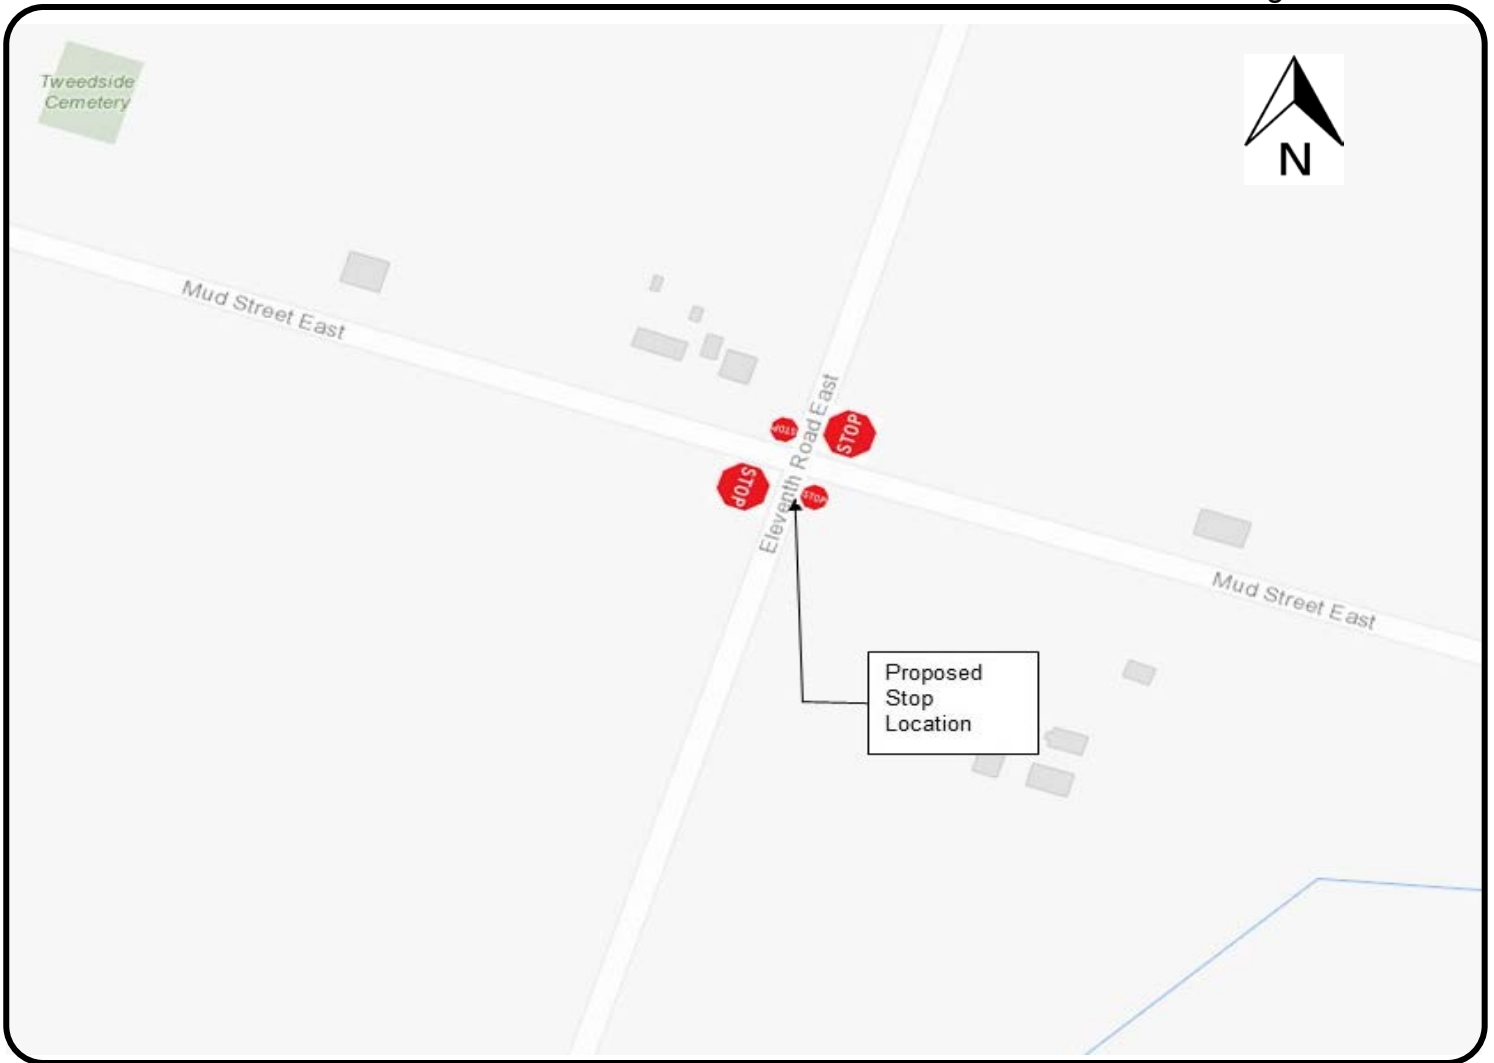 Tweedside
Cemetery
N
Mud Street East
Eleventh Road East
STOP
STOP
STOP
STOP
Mud Street East
Proposed
Stop
Location